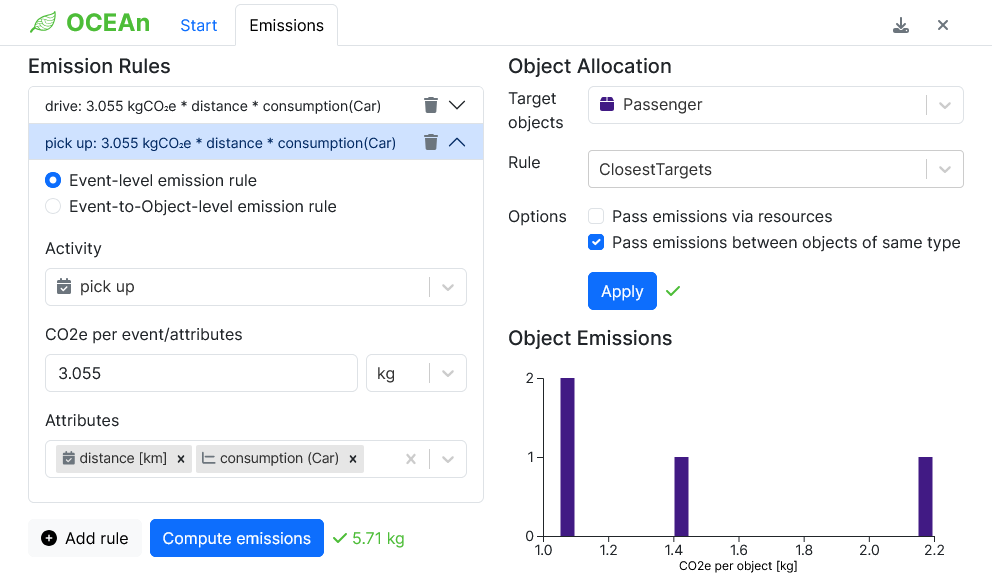 OCEAn
Start
Emissions
Emission Rules
drive: 3.055 kgCO₂e * distance * consumption(Car)
pick up: 3.055 kgCO₂e * distance * consumption(Car)
Event-level emission rule
Event-to-Object-level emission rule
Activity
pick up
CO2e per event/attributes
3.055
kg
Attributes
distance [km] ×
consumption (Car) ×
Add rule
Compute emissions
5.71 kg
Object Allocation
Target
objects
Passenger
Rule
ClosestTargets
Options
Pass emissions via resources
Pass emissions between objects of same type
Apply
Object Emissions
2
1
0
1.0 1.2 1.4 1.6 1.8 2.0 2.2
CO2e per object [kg]